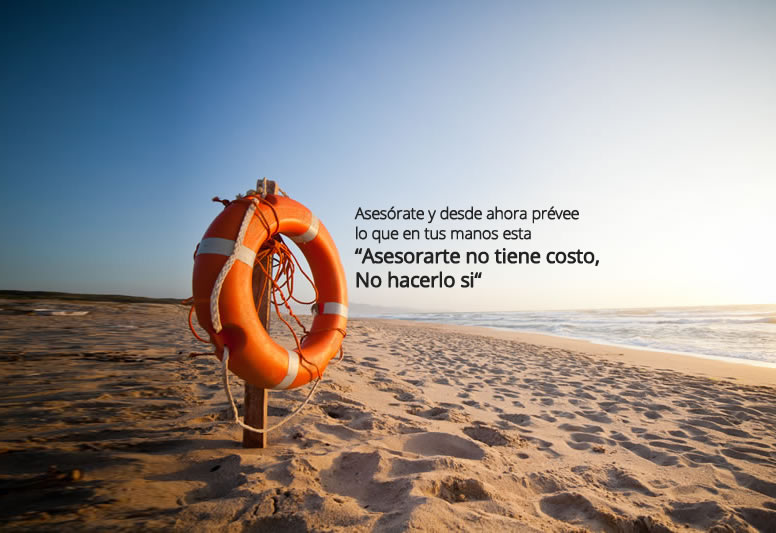 Asesórate y desde ahora prévee
lo que en tus manos esta
“Asesorarte no tiene costo,
No hacerlo si“